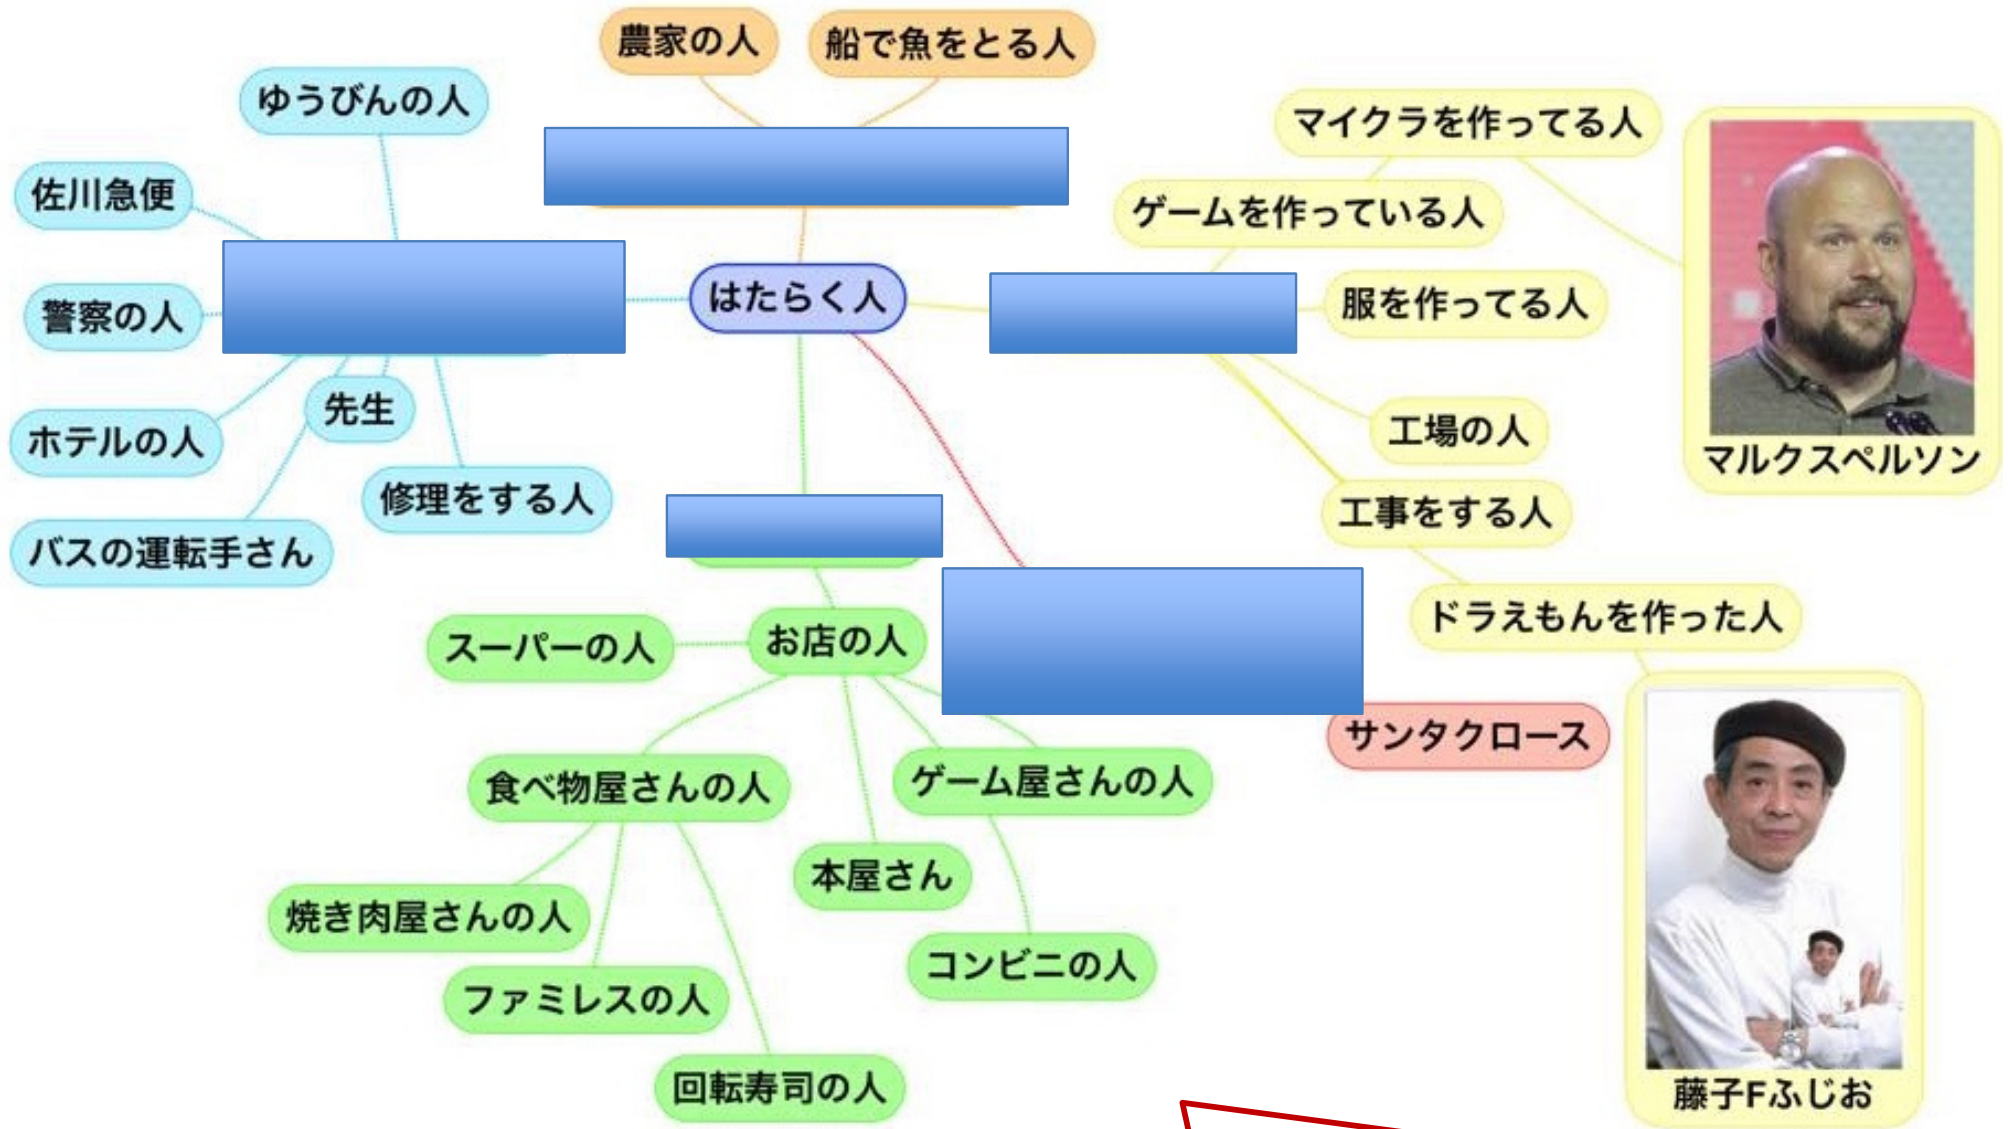 農家の人
船で魚をとる人
ゆうびんの人
佐川急便
警察の人
ホテルの人
先生
バスの運転手さん
修理をする人
はたらく人
マイクラを作ってる人
ゲームを作っている人
服を作ってる人
工場の人
工事をする人
ドラえもんを作った人
マルクスペルソン
藤子Fふじお
サンタクロース
お店の人
スーパーの人
食べ物屋さんの人
ゲーム屋さんの人
本屋さん
コンビニの人
焼き肉屋さんの人
ファミレスの人
回転寿司の人